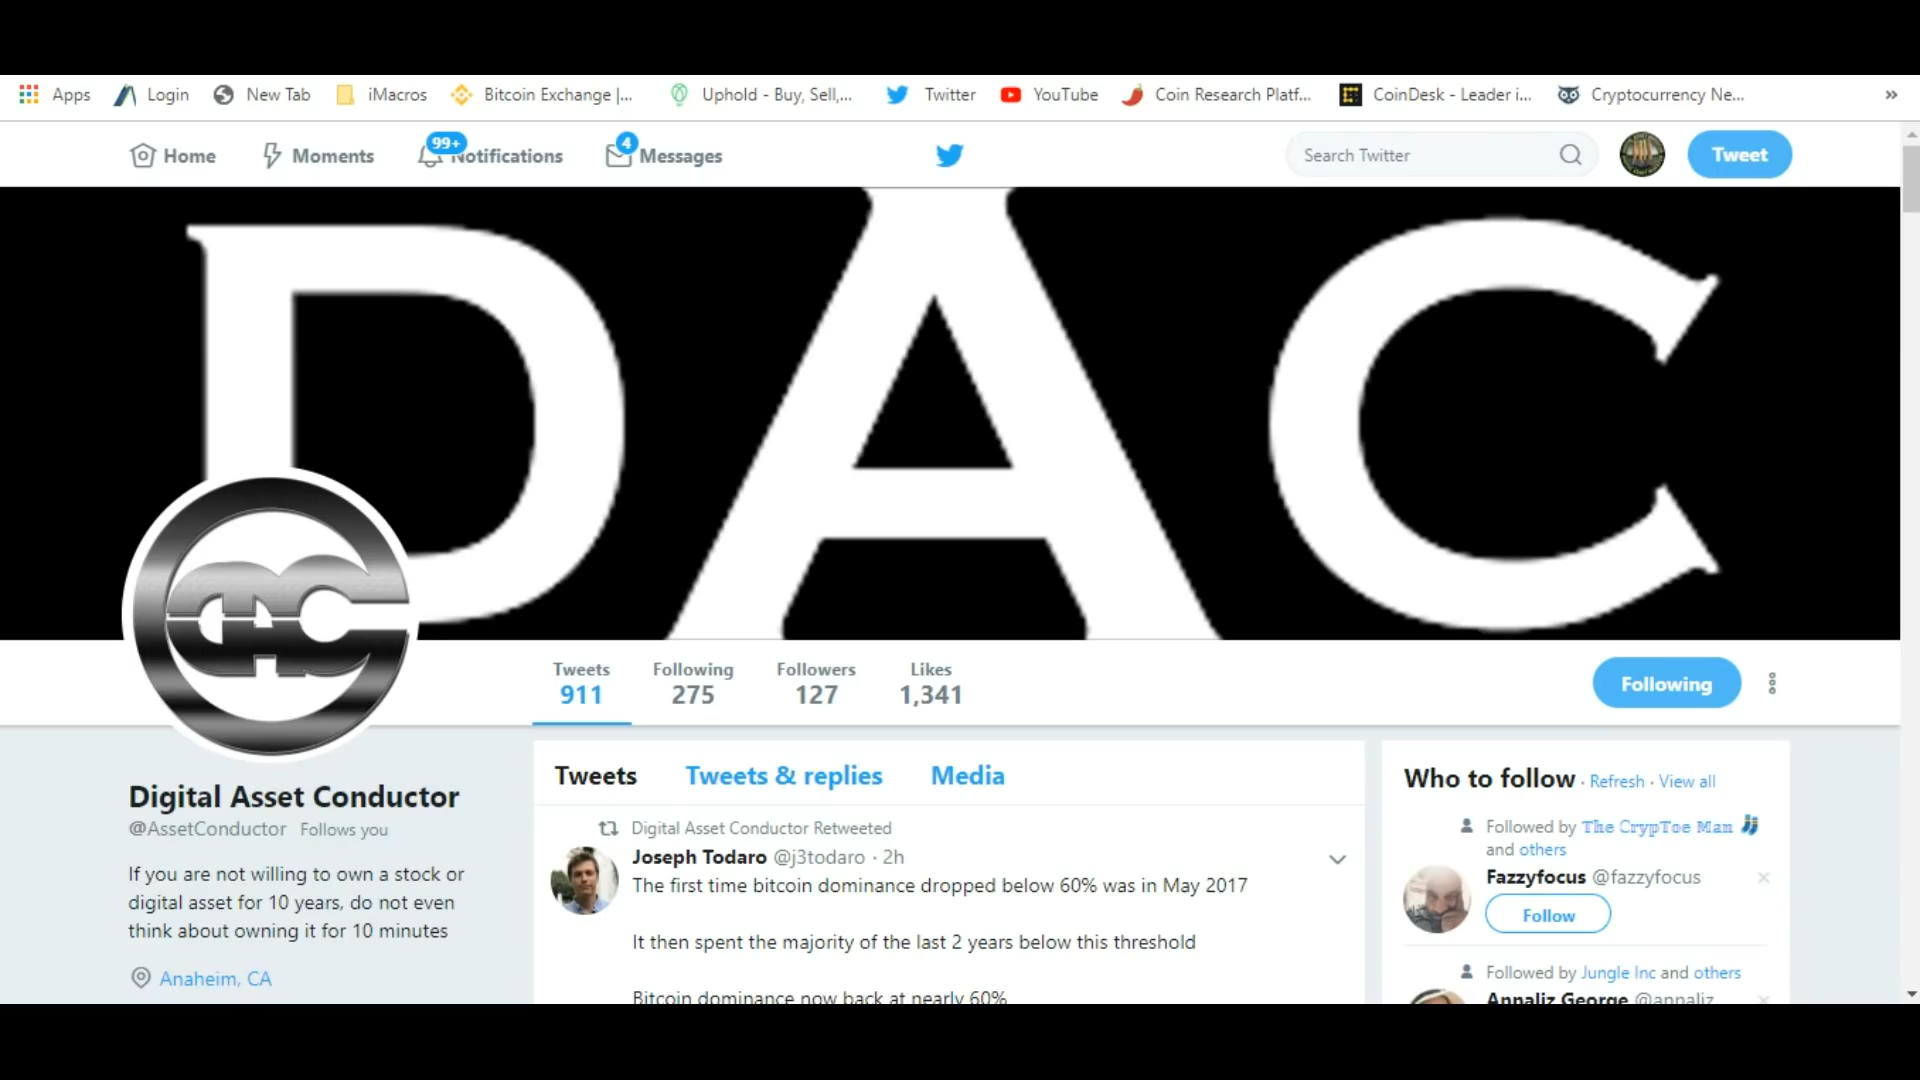 Apps Login New Tab iMacros Bitcoin Exchange |... Uphold - Buy, Sell,... Twitter YouTube Coin Research Platf... CoinDesk - Leader i... Cryptocurrency Ne... »
Home Moments 99+ Notifications 4 Messages Search Twitter Tweet
DAC
DAC
Tweets Following Followers Likes
911 275 127 1,341
Following
Digital Asset Conductor
@AssetConductor Follows you
If you are not willing to own a stock or
digital asset for 10 years, do not even
think about owning it for 10 minutes
Anaheim, CA
Tweets Tweets & replies Media
Digital Asset Conductor Retweeted
Joseph Todaro @j3todaro · 2h
The first time bitcoin dominance dropped below 60% was in May 2017
It then spent the majority of the last 2 years below this threshold
Bitcoin dominance now back at nearly 60%
Who to follow · Refresh · View all
Followed by The CrypToe Man
and others
Fazzyfocus @fazzyfocus
Follow
Followed by Jungle Inc and others
Annaliz George @annaliz